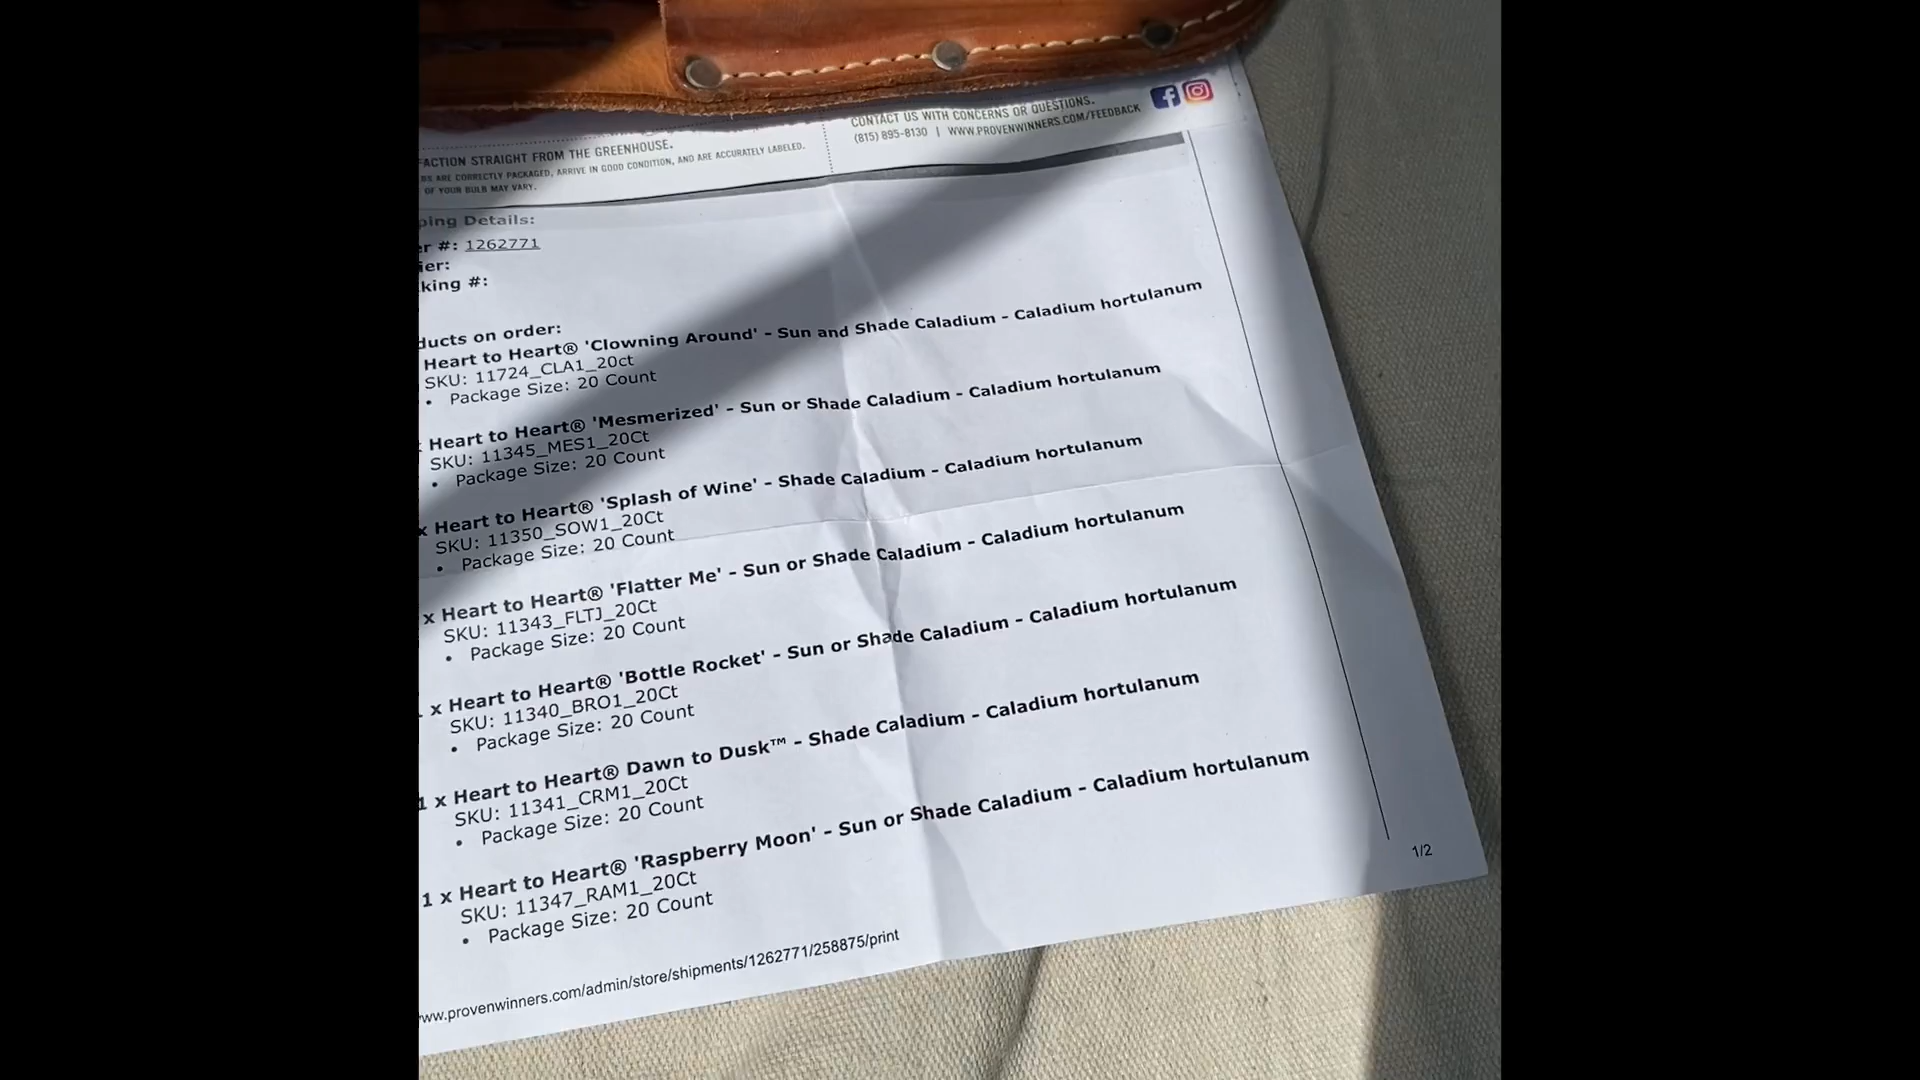 CONTACT US WITH CONCERNS OR QUESTIONS.
(815) 895-8130 | WWW.PROVENWINNERS.COM/FEEDBACK
FACTION STRAIGHT FROM THE GREENHOUSE.
BS ARE CORRECTLY PACKAGED, ARRIVE IN GOOD CONDITION, AND ARE ACCURATELY LABELED.
OF YOUR BULB MAY VARY.
ping Details:
er #: 1262771
ier:
king #:
ducts on order:
Heart to Heart® 'Clowning Around' - Sun and Shade Caladium - Caladium hortulanum
SKU: 11724_CLA1_20ct
• Package Size: 20 Count
Heart to Heart® 'Mesmerized' - Sun or Shade Caladium - Caladium hortulanum
SKU: 11345_MES1_20Ct
• Package Size: 20 Count
x Heart to Heart® 'Splash of Wine' - Shade Caladium - Caladium hortulanum
SKU: 11350_SOW1_20Ct
• Package Size: 20 Count
x Heart to Heart® 'Flatter Me' - Sun or Shade Caladium - Caladium hortulanum
SKU: 11343_FLTJ_20Ct
• Package Size: 20 Count
x Heart to Heart® 'Bottle Rocket' - Sun or Shade Caladium - Caladium hortulanum
SKU: 11340_BRO1_20Ct
• Package Size: 20 Count
1 x Heart to Heart® Dawn to Dusk™ - Shade Caladium - Caladium hortulanum
SKU: 11341_CRM1_20Ct
• Package Size: 20 Count
1 x Heart to Heart® 'Raspberry Moon' - Sun or Shade Caladium - Caladium hortulanum
SKU: 11347_RAM1_20Ct
• Package Size: 20 Count
ww.provenwinners.com/admin/store/shipments/1262771/258875/print
1/2